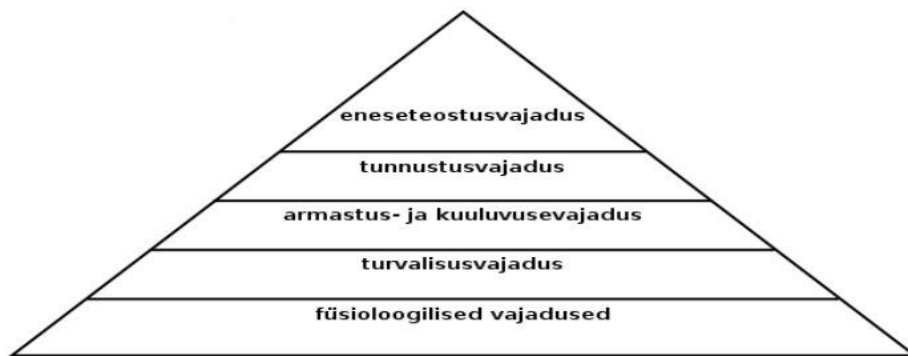 eneseteostusvajadus
tunnustusvajadus
armastus- ja kuuluvusevajadus
turvalisusvajadus
füsioloogilised vajadused